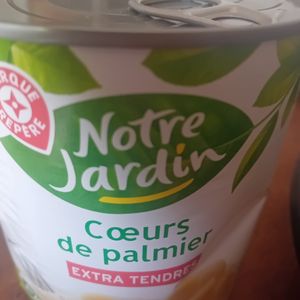 MARQUE
REPÈRE
Notre
Jardin
Cœurs
de palmier
EXTRA TENDRES